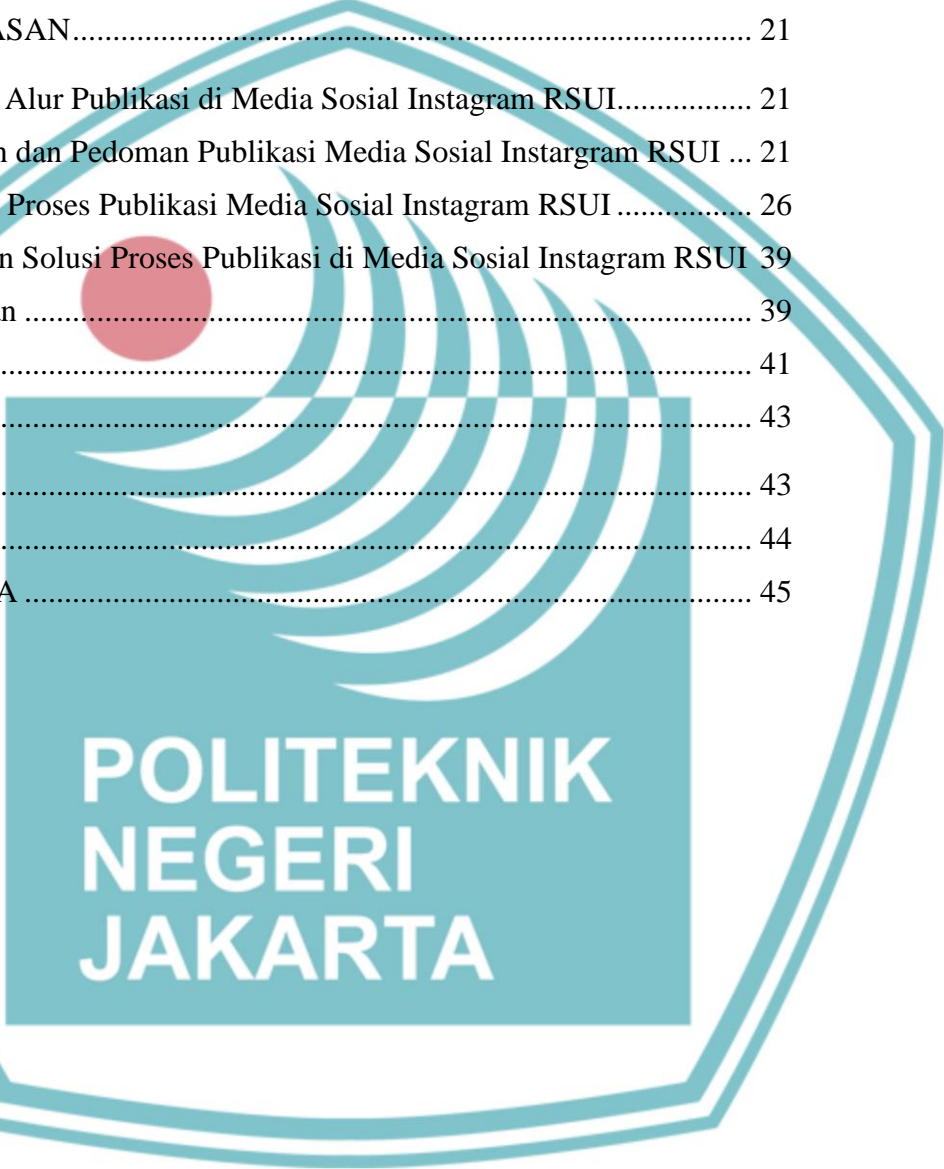 ASAN........................................................................................ 21
Alur Publikasi di Media Sosial Instagram RSUI................. 21
n dan Pedoman Publikasi Media Sosial Instargram RSUI ... 21
Proses Publikasi Media Sosial Instagram RSUI ................. 26
n Solusi Proses Publikasi di Media Sosial Instagram RSUI 39
an ............................................................................................. 39
................................................................................................. 41
................................................................................................. 43
................................................................................................. 43
................................................................................................. 44
A ............................................................................................. 45
POLITEKNIK
NEGERI
JAKARTA